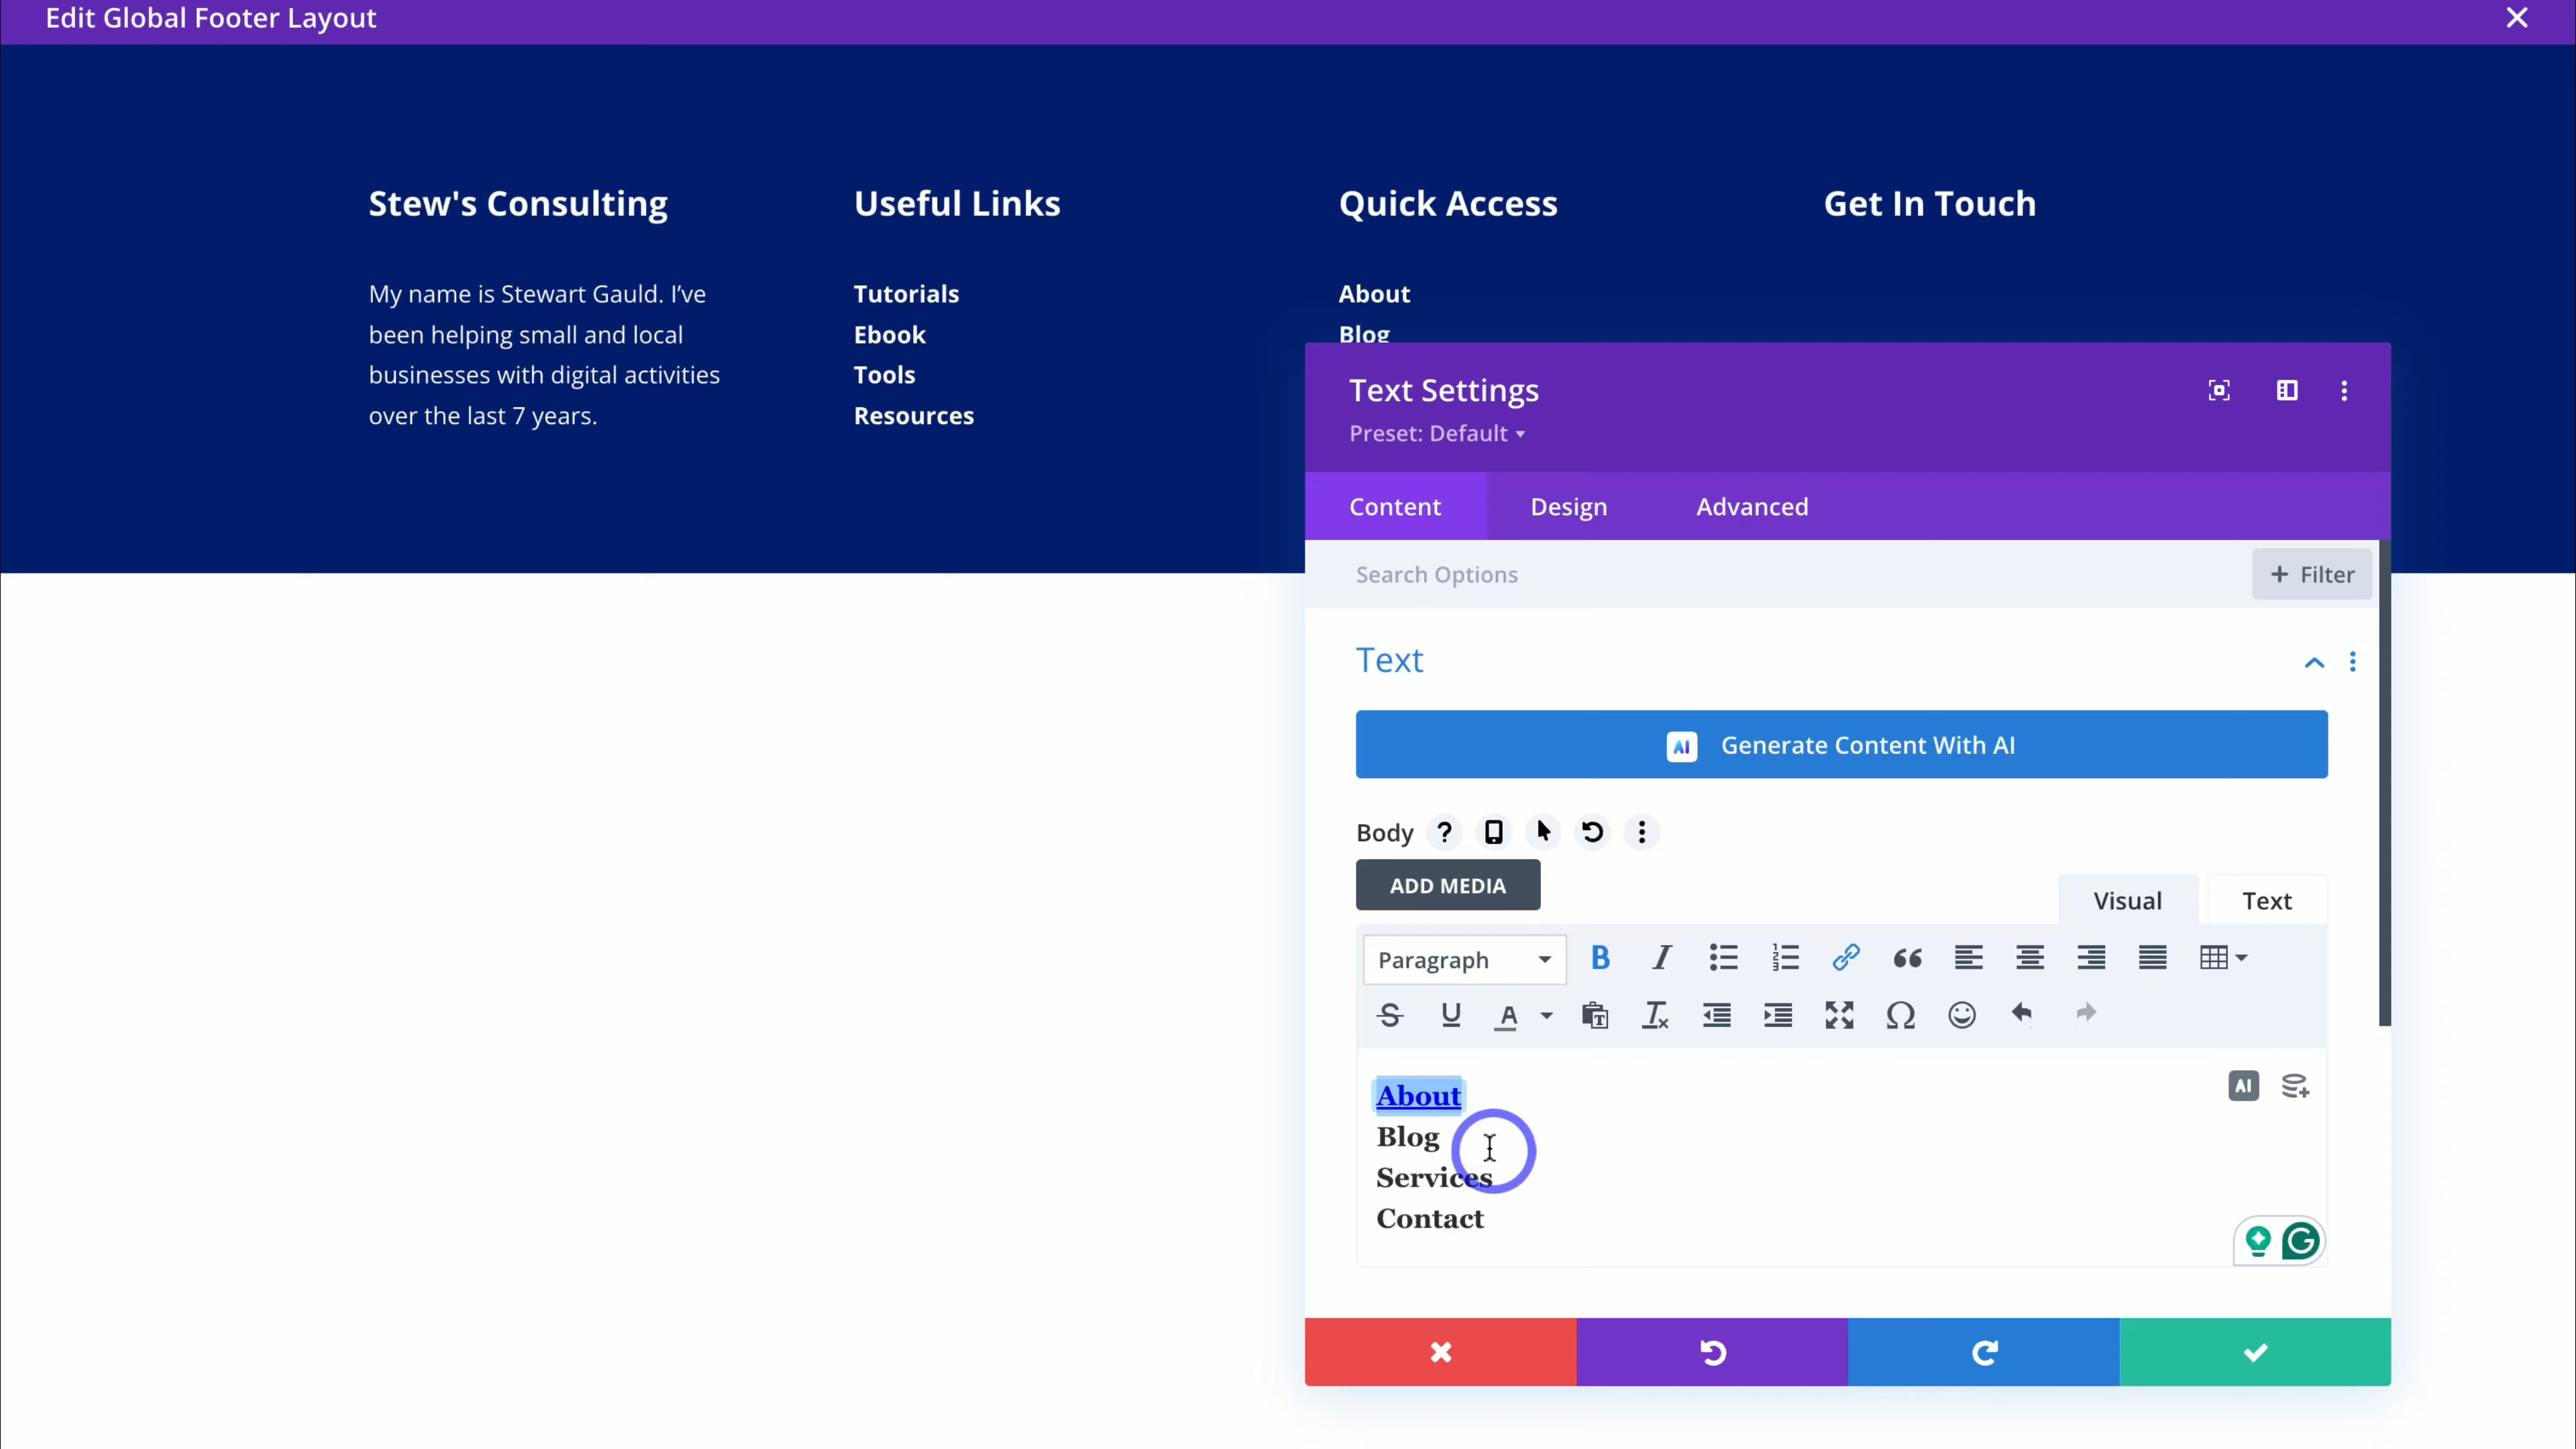 Edit Global Footer Layout
Stew's Consulting
My name is Stewart Gauld. I’ve
been helping small and local
businesses with digital activities
over the last 7 years.
Useful Links
Tutorials
Ebook
Tools
Resources
Quick Access
About
Blog
Get In Touch
Text Settings
Preset: Default
Content Design Advanced
Search Options
+ Filter
Text
AI Generate Content With AI
Body ?
ADD MEDIA
Visual Text
Paragraph B I
S U A
About
Blog
Services
Contact
AI
G